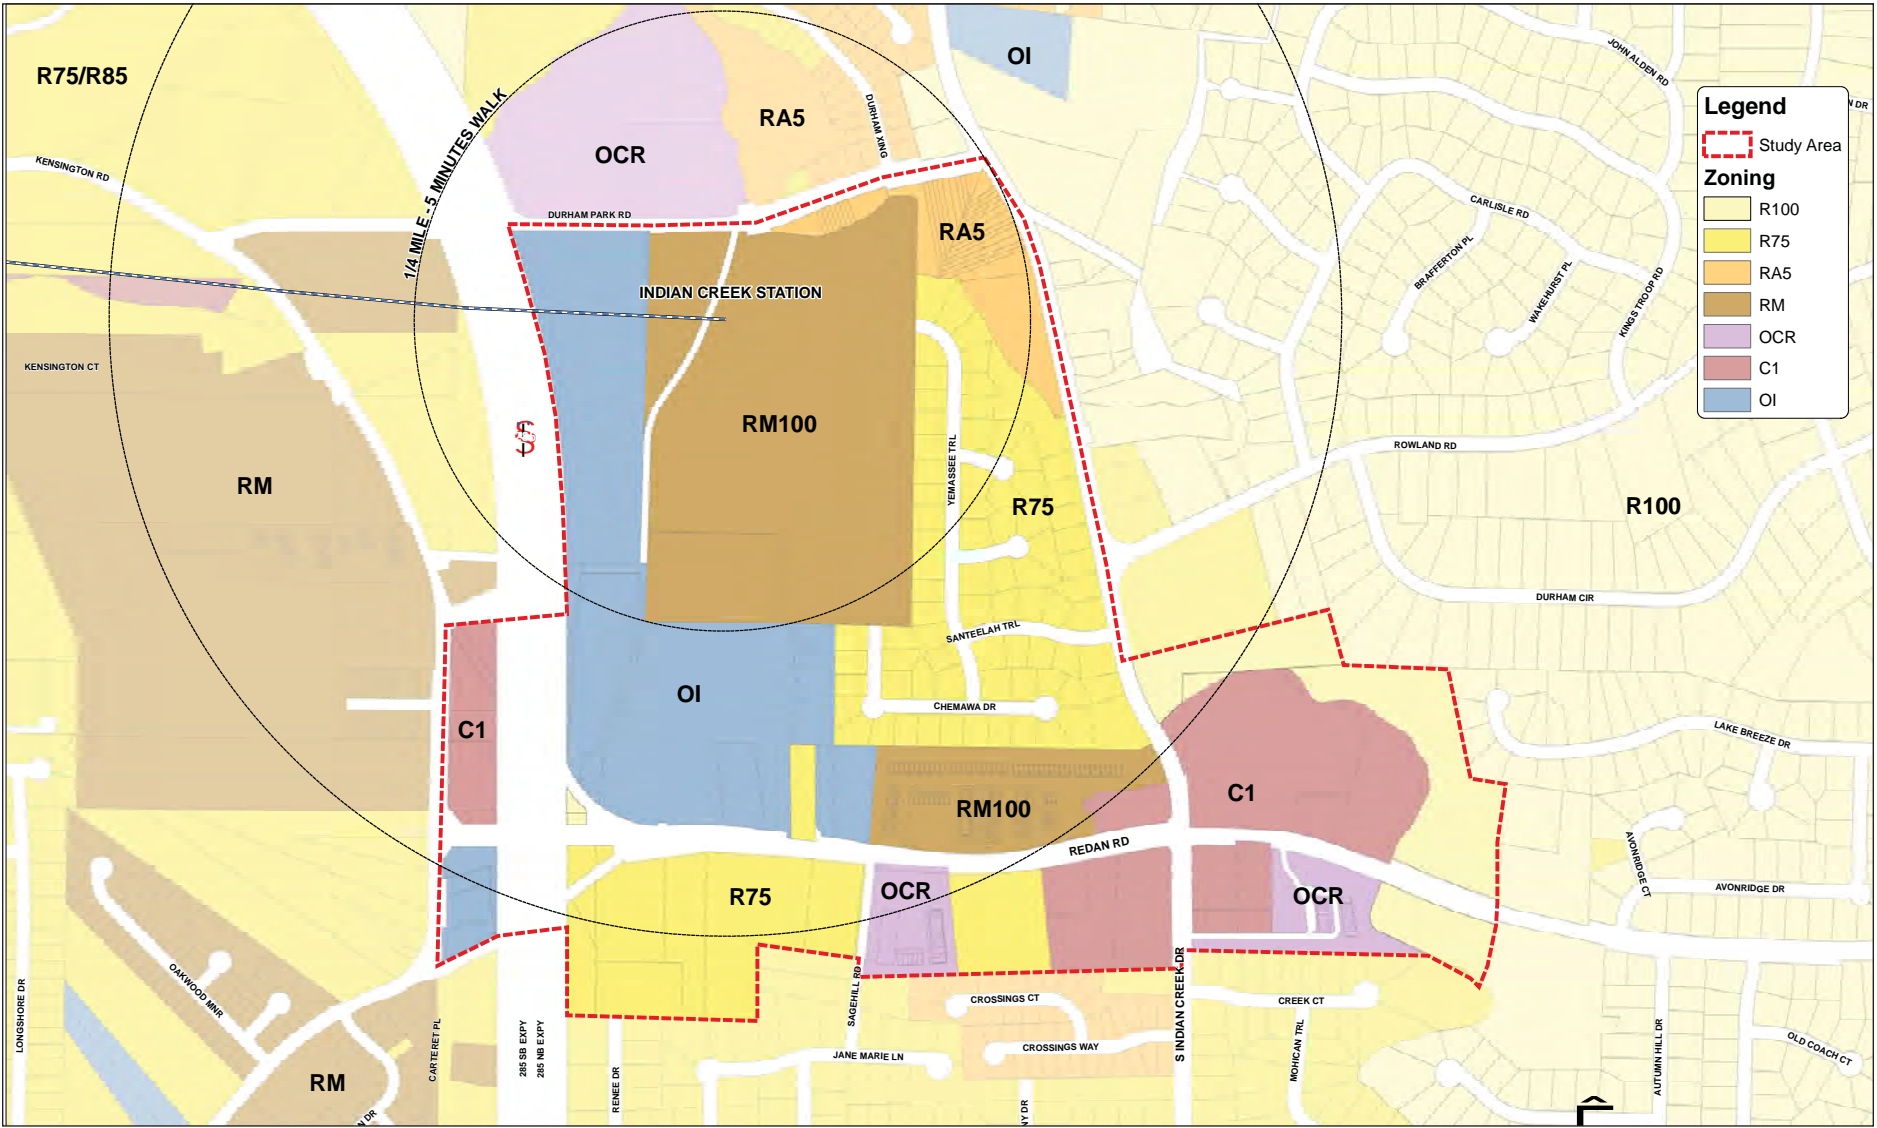 R75/R85
OI
JOHN ALDEN RD
N DR
Legend
Study Area
Zoning
R100
R75
RA5
RM
OCR
C1
OI
1/4 MILE - 5 MINUTES WALK
OCR
RA5
DURHAM XING
KENSINGTON RD
DURHAM PARK RD
RA5
CARLISLE RD
BRAFFERTON PL
WAKEHURST PL
KINGS TROOP RD
INDIAN CREEK STATION
KENSINGTON CT
RM100
RM
YEMASSEE TRL
R75
ROWLAND RD
R100
DURHAM CIR
SANTEELAH TRL
OI
CHEMAWA DR
C1
LAKE BREEZE DR
C1
RM100
REDAN RD
AVONRIDGE CT
AVONRIDGE DR
R75
OCR
OCR
OAKWOOD MNR
LONGSHORE DR
SAGEHILL RD
S INDIAN CREEK DR
CROSSINGS CT
CREEK CT
CARTERET PL
285 SB EXPY
285 NB EXPY
RENEE DR
JANE MARIE LN
CROSSINGS WAY
MOHICAN TRL
AUTUMN HILL DR
OLD COACH CT
RM
N DR
NY DR